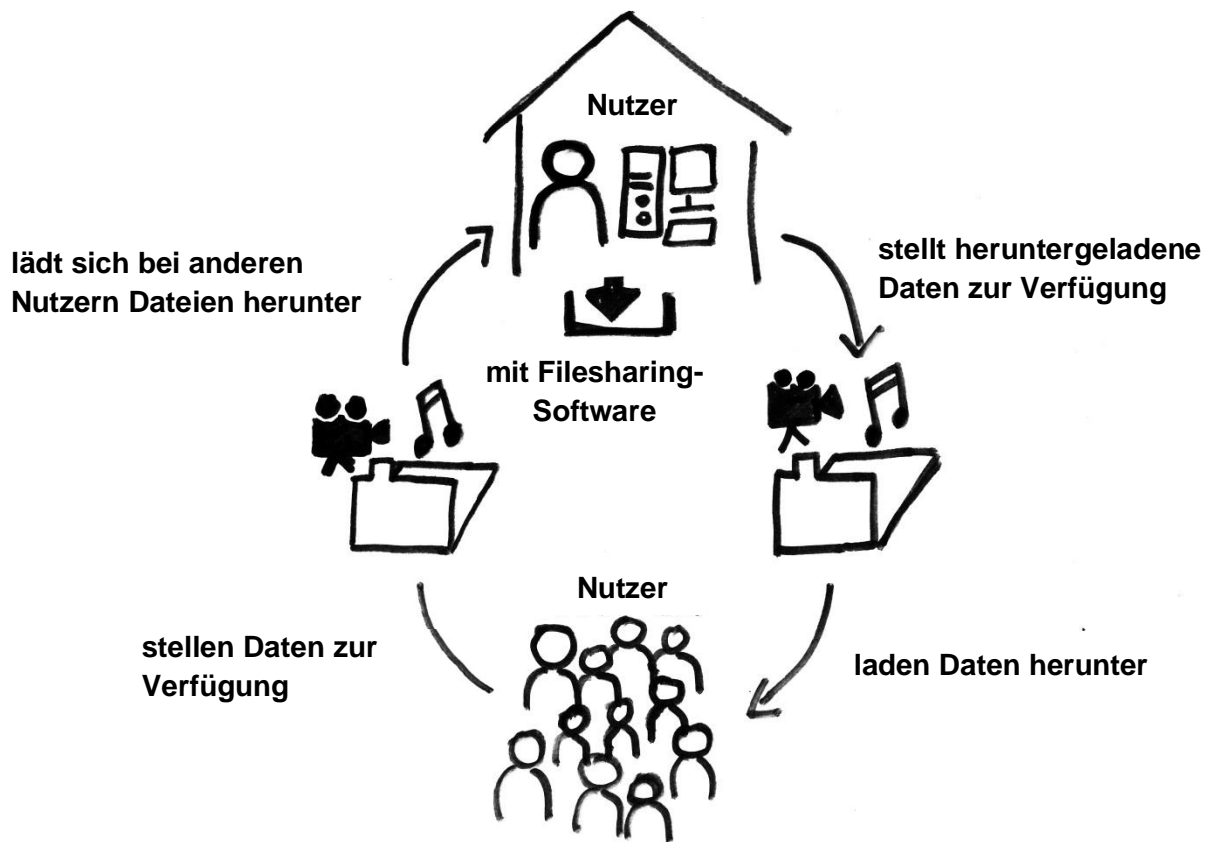 Nutzer
lädt sich bei anderen
Nutzern Dateien herunter
stellt heruntergeladene
Daten zur Verfügung
mit Filesharing-
Software
Nutzer
stellen Daten zur
Verfügung
laden Daten herunter